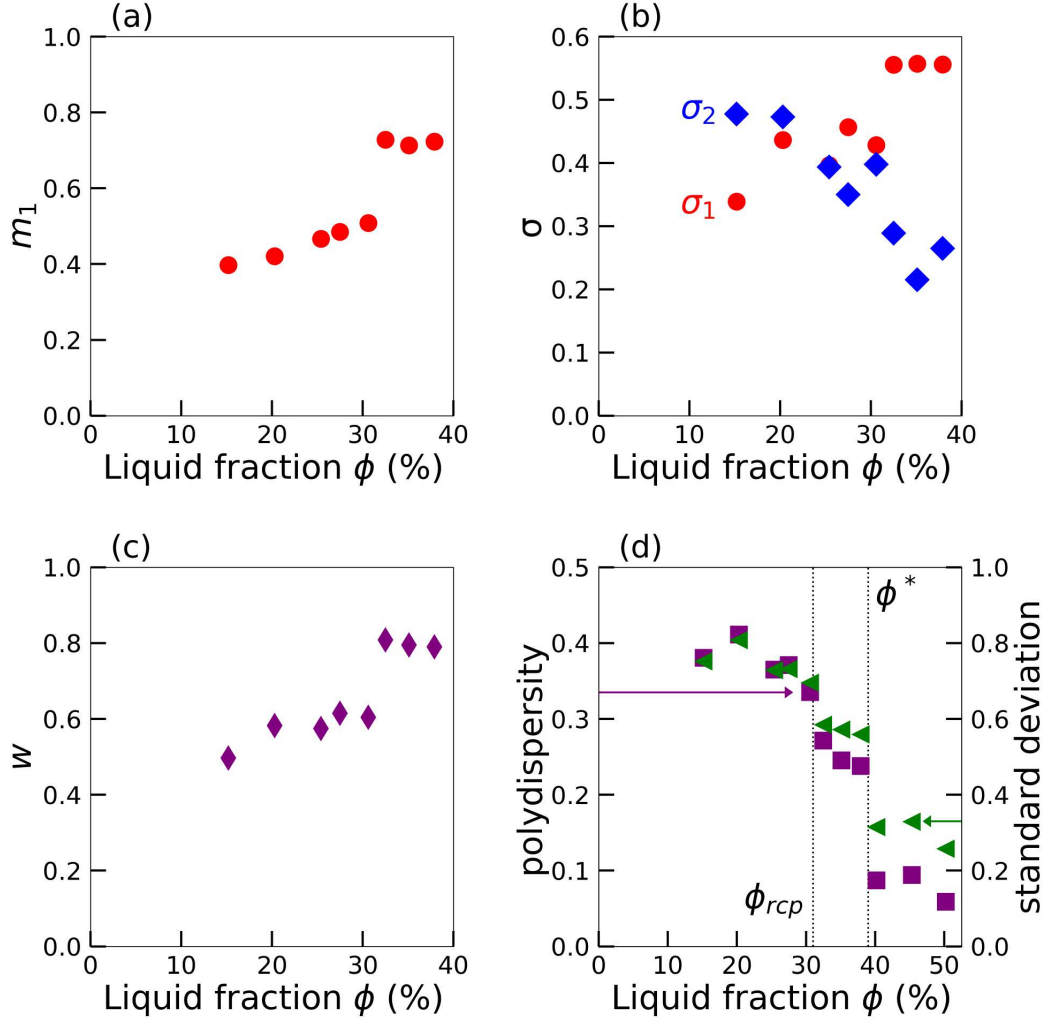 (a)
1.0
0.8
0.6
0.4
0.2
0.0
m1
0 10 20 30 40
Liquid fraction ϕ (%)
(b)
0.6
0.5
0.4
0.3
0.2
0.1
0.0
σ
σ2
σ1
0 10 20 30 40
Liquid fraction ϕ (%)
(c)
1.0
0.8
0.6
0.4
0.2
0.0
w
0 10 20 30 40
Liquid fraction ϕ (%)
(d)
0.5
0.4
0.3
0.2
0.1
0.0
polydispersity
ϕ*
ϕrcp
1.0
0.8
0.6
0.4
0.2
0.0
standard deviation
0 10 20 30 40 50
Liquid fraction ϕ (%)